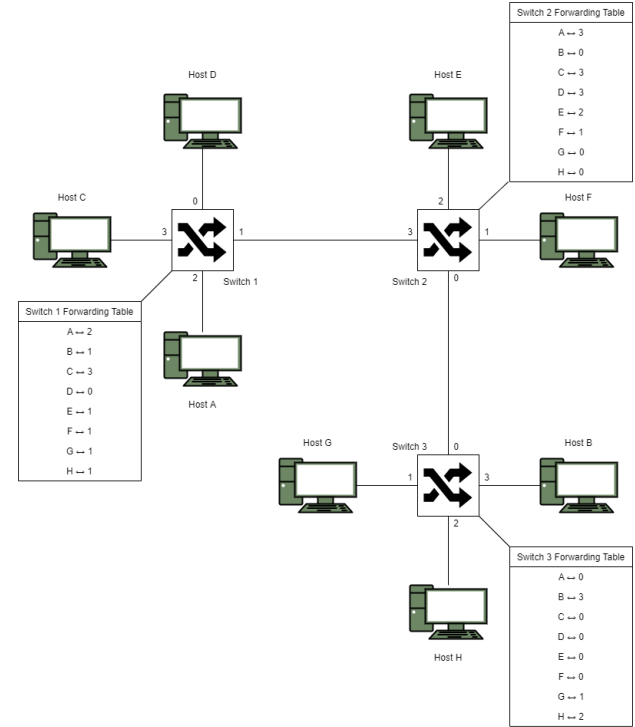 Switch 2 Forwarding Table
A ↔ 3
B ↔ 0
C ↔ 3
D ↔ 3
E ↔ 2
F ↔ 1
G ↔ 0
H ↔ 0
Host D
Host E
Host C
Host F
0
2
3
1
3
1
2
0
Switch 1
Switch 2
Switch 1 Forwarding Table
A ↔ 2
B ↔ 1
C ↔ 3
D ↔ 0
E ↔ 1
F ↔ 1
G ↔ 1
H ↔ 1
Host A
Host G
Switch 3
0
Host B
1
3
2
Switch 3 Forwarding Table
A ↔ 0
B ↔ 3
C ↔ 0
D ↔ 0
E ↔ 0
F ↔ 0
G ↔ 1
H ↔ 2
Host H